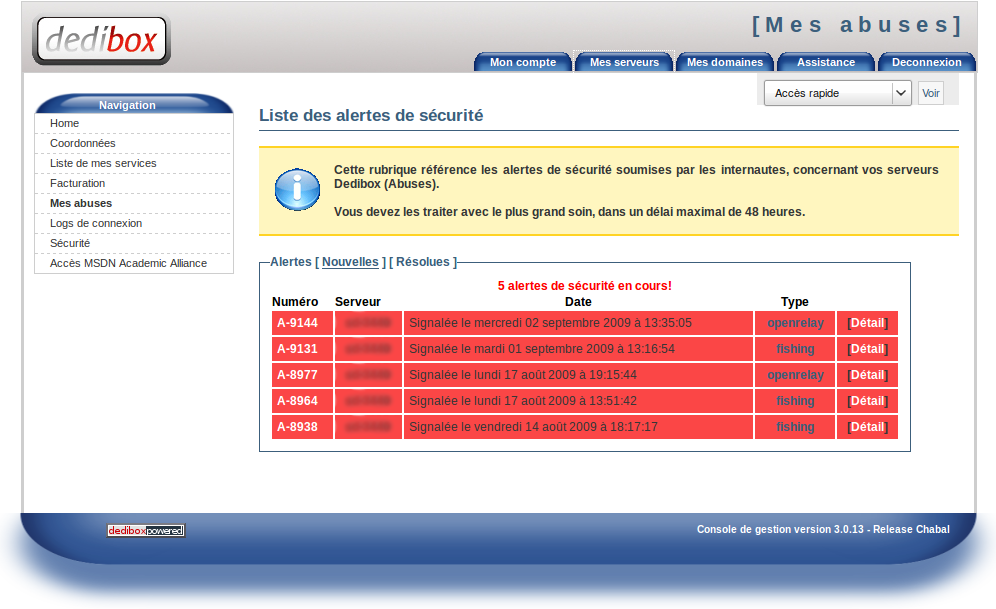 dedibox
[Mes abuses]
Mon compte Mes serveurs Mes domaines Assistance Deconnexion
Accès rapide Voir
Navigation
Home
Coordonnées
Liste de mes services
Facturation
Mes abuses
Logs de connexion
Sécurité
Accès MSDN Academic Alliance
Liste des alertes de sécurité
Cette rubrique référence les alertes de sécurité soumises par les internautes, concernant vos serveurs
Dedibox (Abuses).
Vous devez les traiter avec le plus grand soin, dans un délai maximal de 48 heures.
Alertes [ Nouvelles ] [ Résolues ]
5 alertes de sécurité en cours!
Numéro Serveur Date Type
A-9144 Signalée le mercredi 02 septembre 2009 à 13:35:05 openrelay [Détail]
A-9131 Signalée le mardi 01 septembre 2009 à 13:16:54 fishing [Détail]
A-8977 Signalée le lundi 17 août 2009 à 19:15:44 openrelay [Détail]
A-8964 Signalée le lundi 17 août 2009 à 13:51:42 fishing [Détail]
A-8938 Signalée le vendredi 14 août 2009 à 18:17:17 fishing [Détail]
dedibox powered
Console de gestion version 3.0.13 - Release Chabal